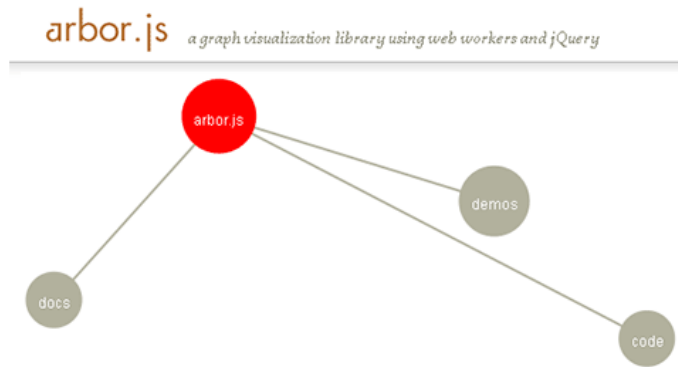 arbor.js a graph visualization library using web workers and jQuery
arbor.js
demos
docs
code